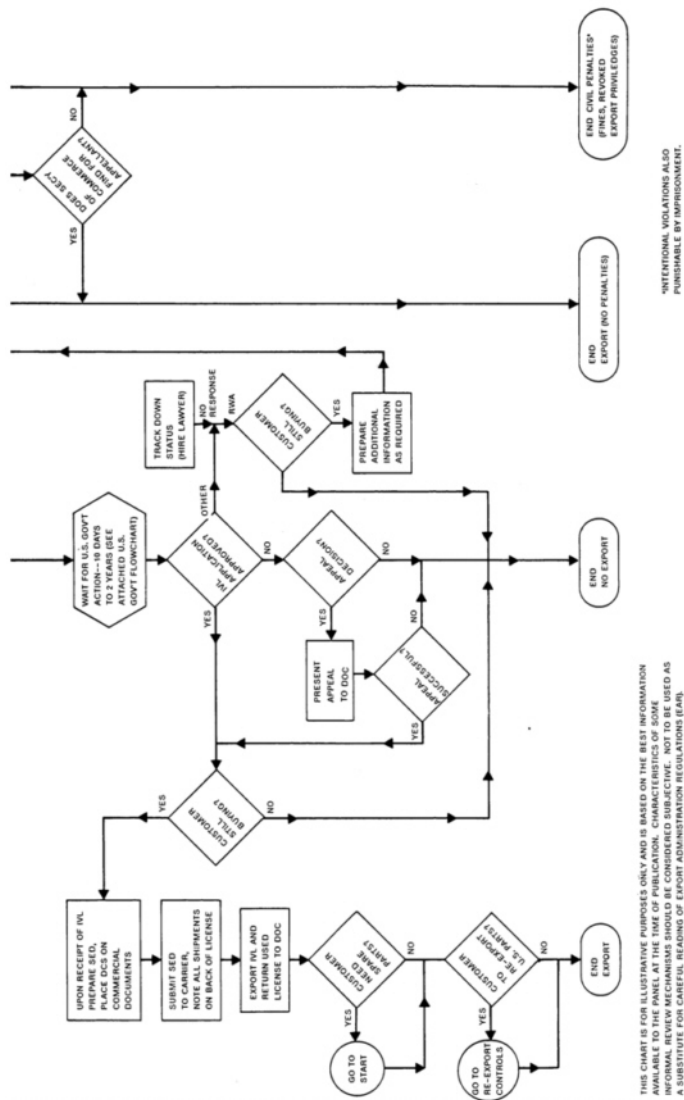 DOES SEC'Y
OF
COMMERCE
FIND FOR
APPELLANT?
YES
NO
END CIVIL PENALTIES*
(FINES, REVOKED
EXPORT PRIVILEDGES)
END
EXPORT (NO PENALTIES)
*INTENTIONAL VIOLATIONS ALSO
PUNISHABLE BY IMPRISONMENT.
TRACK DOWN
STATUS
(HIRE LAWYER)
NO
RESPONSE
RWA
CUSTOMER
STILL
BUYING?
YES
PREPARE
ADDITIONAL
INFORMATION
AS REQUIRED
WAIT FOR U.S. GOV'T
ACTION--10 DAYS
TO 2 YEARS (SEE
ATTACHED U.S.
GOV'T FLOWCHART)
IVL
APPLICATION
APPROVED?
OTHER
YES
NO
APPEAL
DECISION?
YES
NO
PRESENT
APPEAL
TO DOC
APPEAL
SUCCESSFUL?
YES
NO
END
NO EXPORT
CUSTOMER
STILL
BUYING?
YES
NO
UPON RECEIPT OF IVL
PREPARE SED,
PLACE DCS ON
COMMERCIAL
DOCUMENTS
SUBMIT SED
TO CARRIER,
NOTE ALL SHIPMENTS
ON BACK OF LICENSE
EXPORT IVL AND
RETURN USED
LICENSE TO DOC
CUSTOMER
NEED
SPARE
PARTS?
YES
NO
GO TO
START
CUSTOMER
TO
RE-EXPORT
U.S. PARTS?
YES
NO
GO TO
RE-EXPORT
CONTROLS
END
EXPORT
THIS CHART IS FOR ILLUSTRATIVE PURPOSES ONLY AND IS BASED ON THE BEST INFORMATION
AVAILABLE TO THE PANEL AT THE TIME OF PUBLICATION. CHARACTERISTICS OF SOME
INFORMAL REVIEW MECHANISMS SHOULD BE CONSIDERED SUBJECTIVE. NOT TO BE USED AS
A SUBSTITUTE FOR CAREFUL READING OF EXPORT ADMINISTRATION REGULATIONS (EAR).